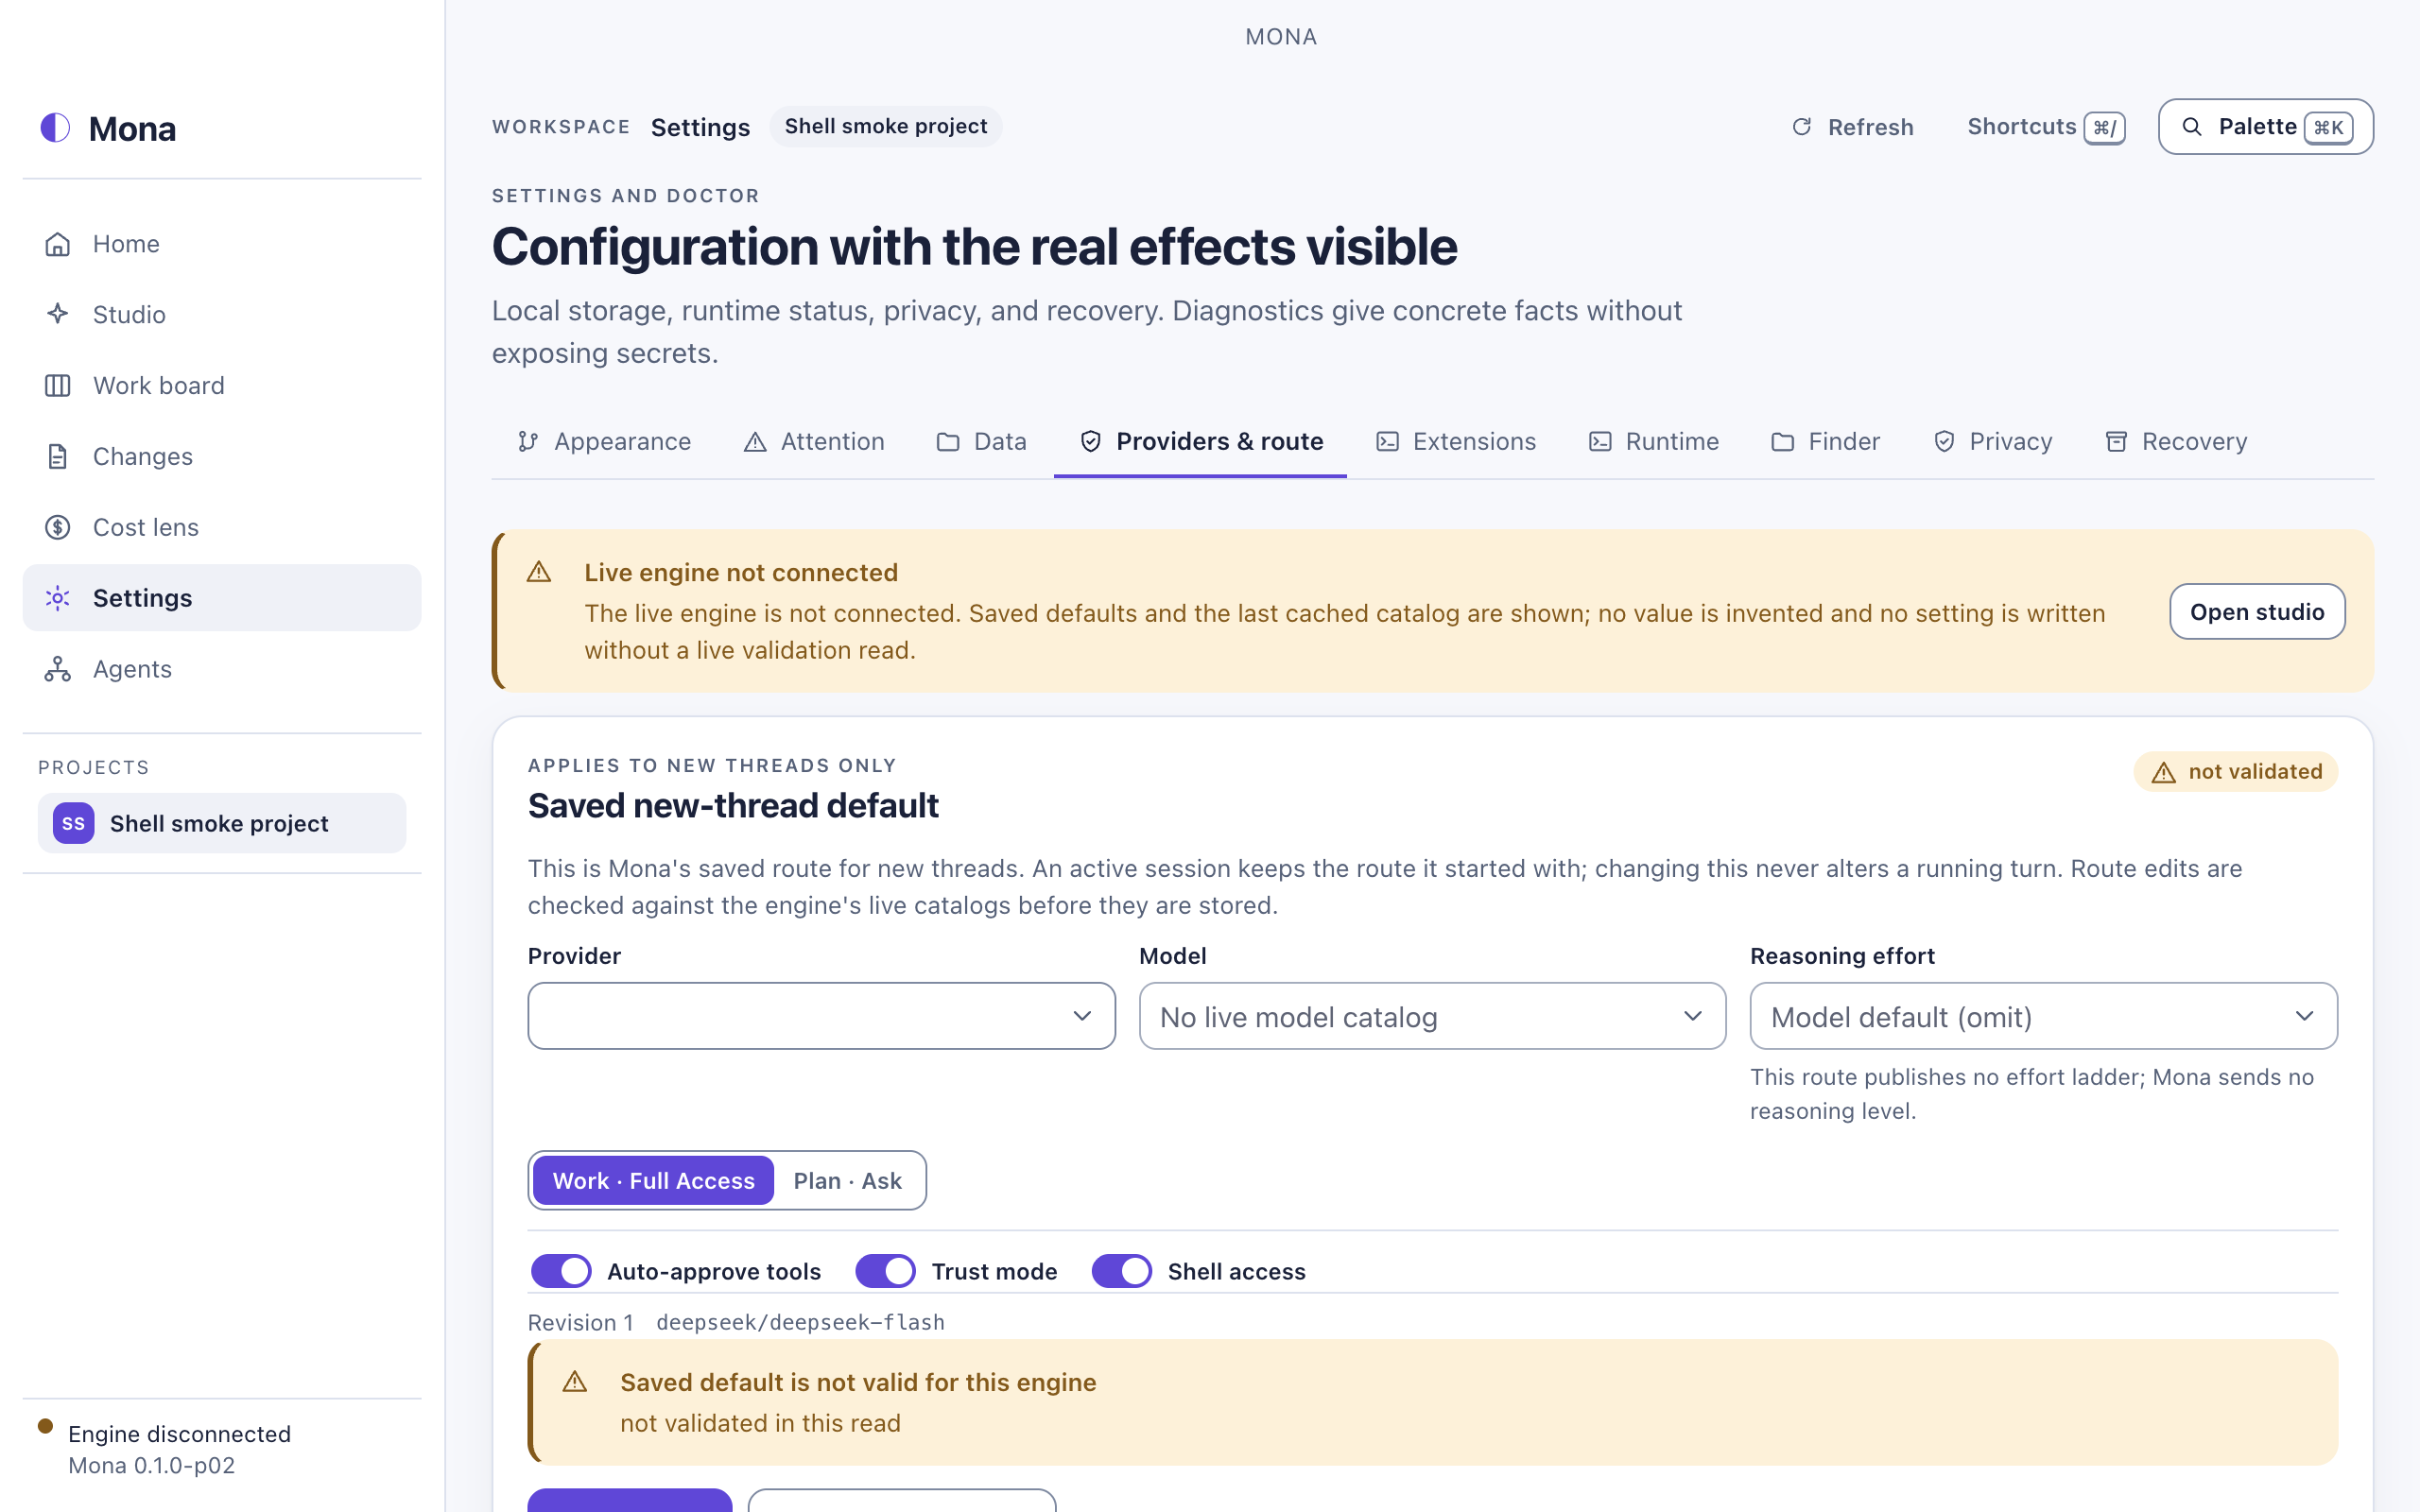 MONA
Mona
Home
Studio
Work board
Changes
Cost lens
Settings
Agents
PROJECTS
SS Shell smoke project
Engine disconnected
Mona 0.1.0-p02
WORKSPACE Settings Shell smoke project
Refresh Shortcuts ⌘/ Palette ⌘K
SETTINGS AND DOCTOR
Configuration with the real effects visible
Local storage, runtime status, privacy, and recovery. Diagnostics give concrete facts without
exposing secrets.
Appearance Attention Data Providers & route Extensions Runtime Finder Privacy Recovery
Live engine not connected
The live engine is not connected. Saved defaults and the last cached catalog are shown; no value is invented and no setting is written
without a live validation read.
Open studio
APPLIES TO NEW THREADS ONLY
not validated
Saved new-thread default
This is Mona's saved route for new threads. An active session keeps the route it started with; changing this never alters a running turn. Route edits are
checked against the engine's live catalogs before they are stored.
Provider
Model
No live model catalog
Reasoning effort
Model default (omit)
This route publishes no effort ladder; Mona sends no
reasoning level.
Work · Full Access Plan · Ask
Auto-approve tools Trust mode Shell access
Revision 1 deepseek/deepseek-flash
Saved default is not valid for this engine
not validated in this read